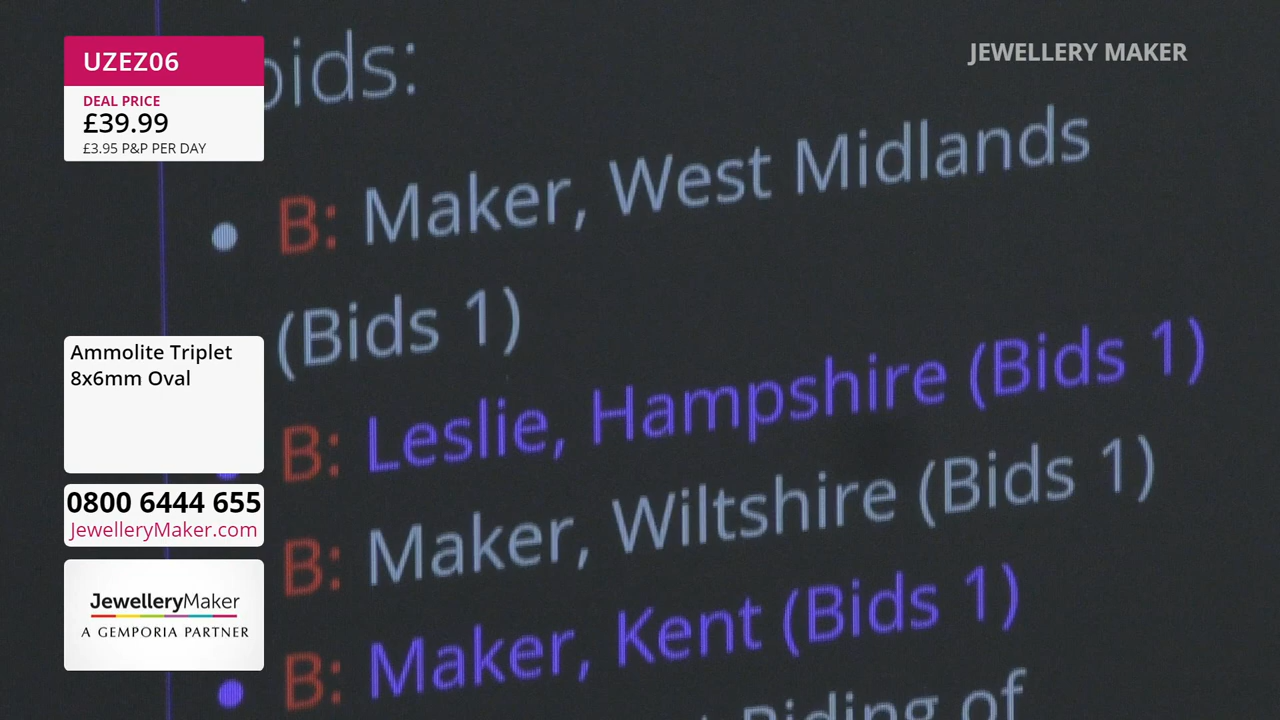 UZEZ06
DEAL PRICE
£39.99
£3.95 P&P PER DAY
JEWELLERY MAKER
bids:
B: Maker, West Midlands
(Bids 1)
B: Leslie, Hampshire (Bids 1)
B: Maker, Wiltshire (Bids 1)
B: Maker, Kent (Bids 1)
Riding of
Ammolite Triplet
8x6mm Oval
0800 6444 655
JewelleryMaker.com
JewelleryMaker
A GEMPORIA PARTNER